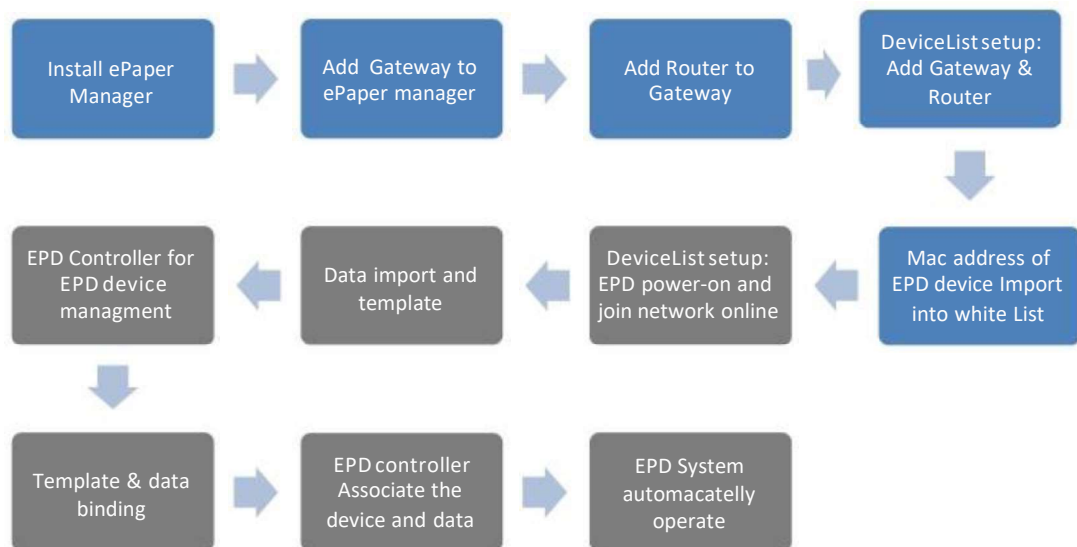 Install ePaper
Manager
Add Gateway to
ePaper manager
Add Router to
Gateway
DeviceList setup:
Add Gateway &
Router
Mac address of
EPD device Import
into white List
DeviceList setup:
EPD power-on and
join network online
Data import and
template
EPD Controller for
EPD device
managment
Template & data
binding
EPD controller
Associate the
device and data
EPD System
automacatelly
operate